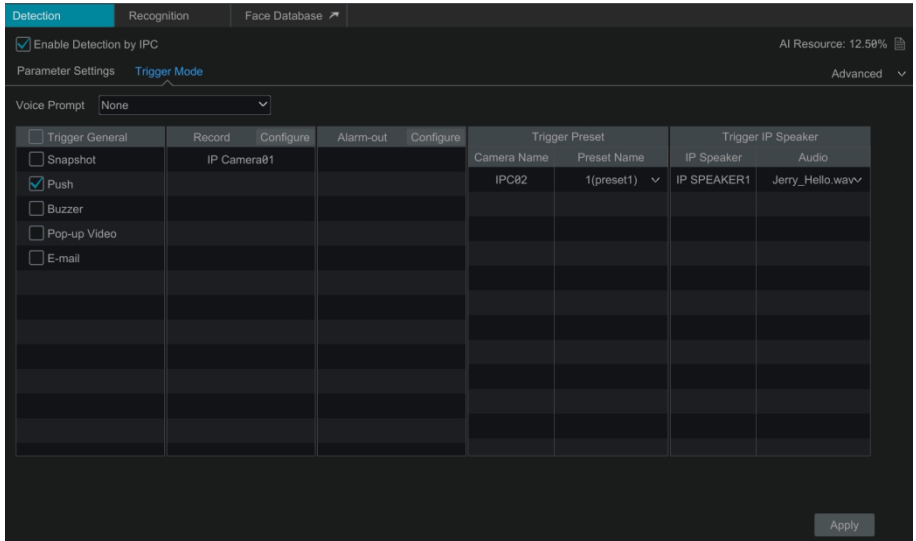 Detection Recognition Face Database
Enable Detection by IPC AI Resource: 12.50%
Parameter Settings Trigger Mode Advanced
Voice Prompt None
Trigger General Record Configure Alarm-out Configure Trigger Preset Trigger IP Speaker
Camera Name Preset Name IP Speaker Audio
Snapshot IP Camera01
Push IPC02 1(preset1) IP SPEAKER1 Jerry_Hello.wav
Buzzer
Pop-up Video
E-mail
Apply